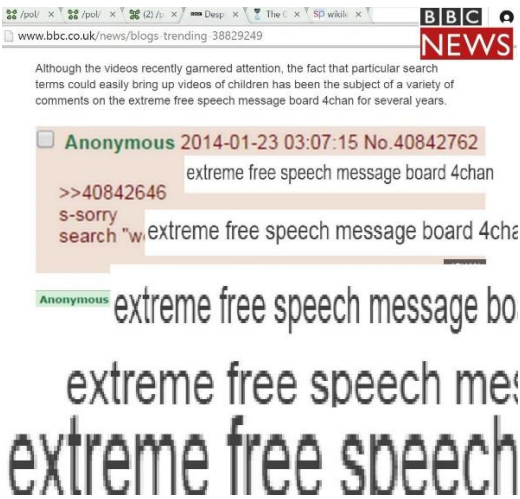 /pol/ × /pol/ × (2) /p × Desp × The C × wikile ×
BBC
www.bbc.co.uk/news/blogs-trending-38829249
NEWS
Although the videos recently garnered attention, the fact that particular search
terms could easily bring up videos of children has been the subject of a variety of
comments on the extreme free speech message board 4chan for several years.
Anonymous 2014-01-23 03:07:15 No.40842762
extreme free speech message board 4chan
>>40842646
s-sorry
search "w extreme free speech message board 4cha
Anonymous extreme free speech message bo
extreme free speech mes
extreme free speech